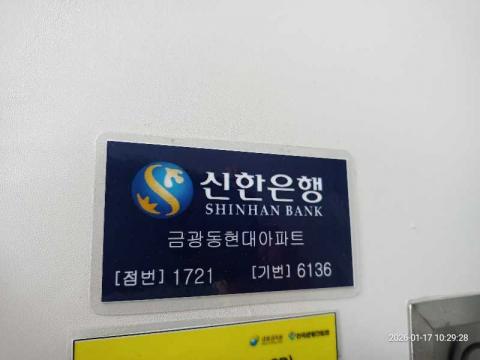 신한은행
SHINHAN BANK
금광동현대아파트
[점번] 1721 [기번] 6136
2026-01-17 10:29:28